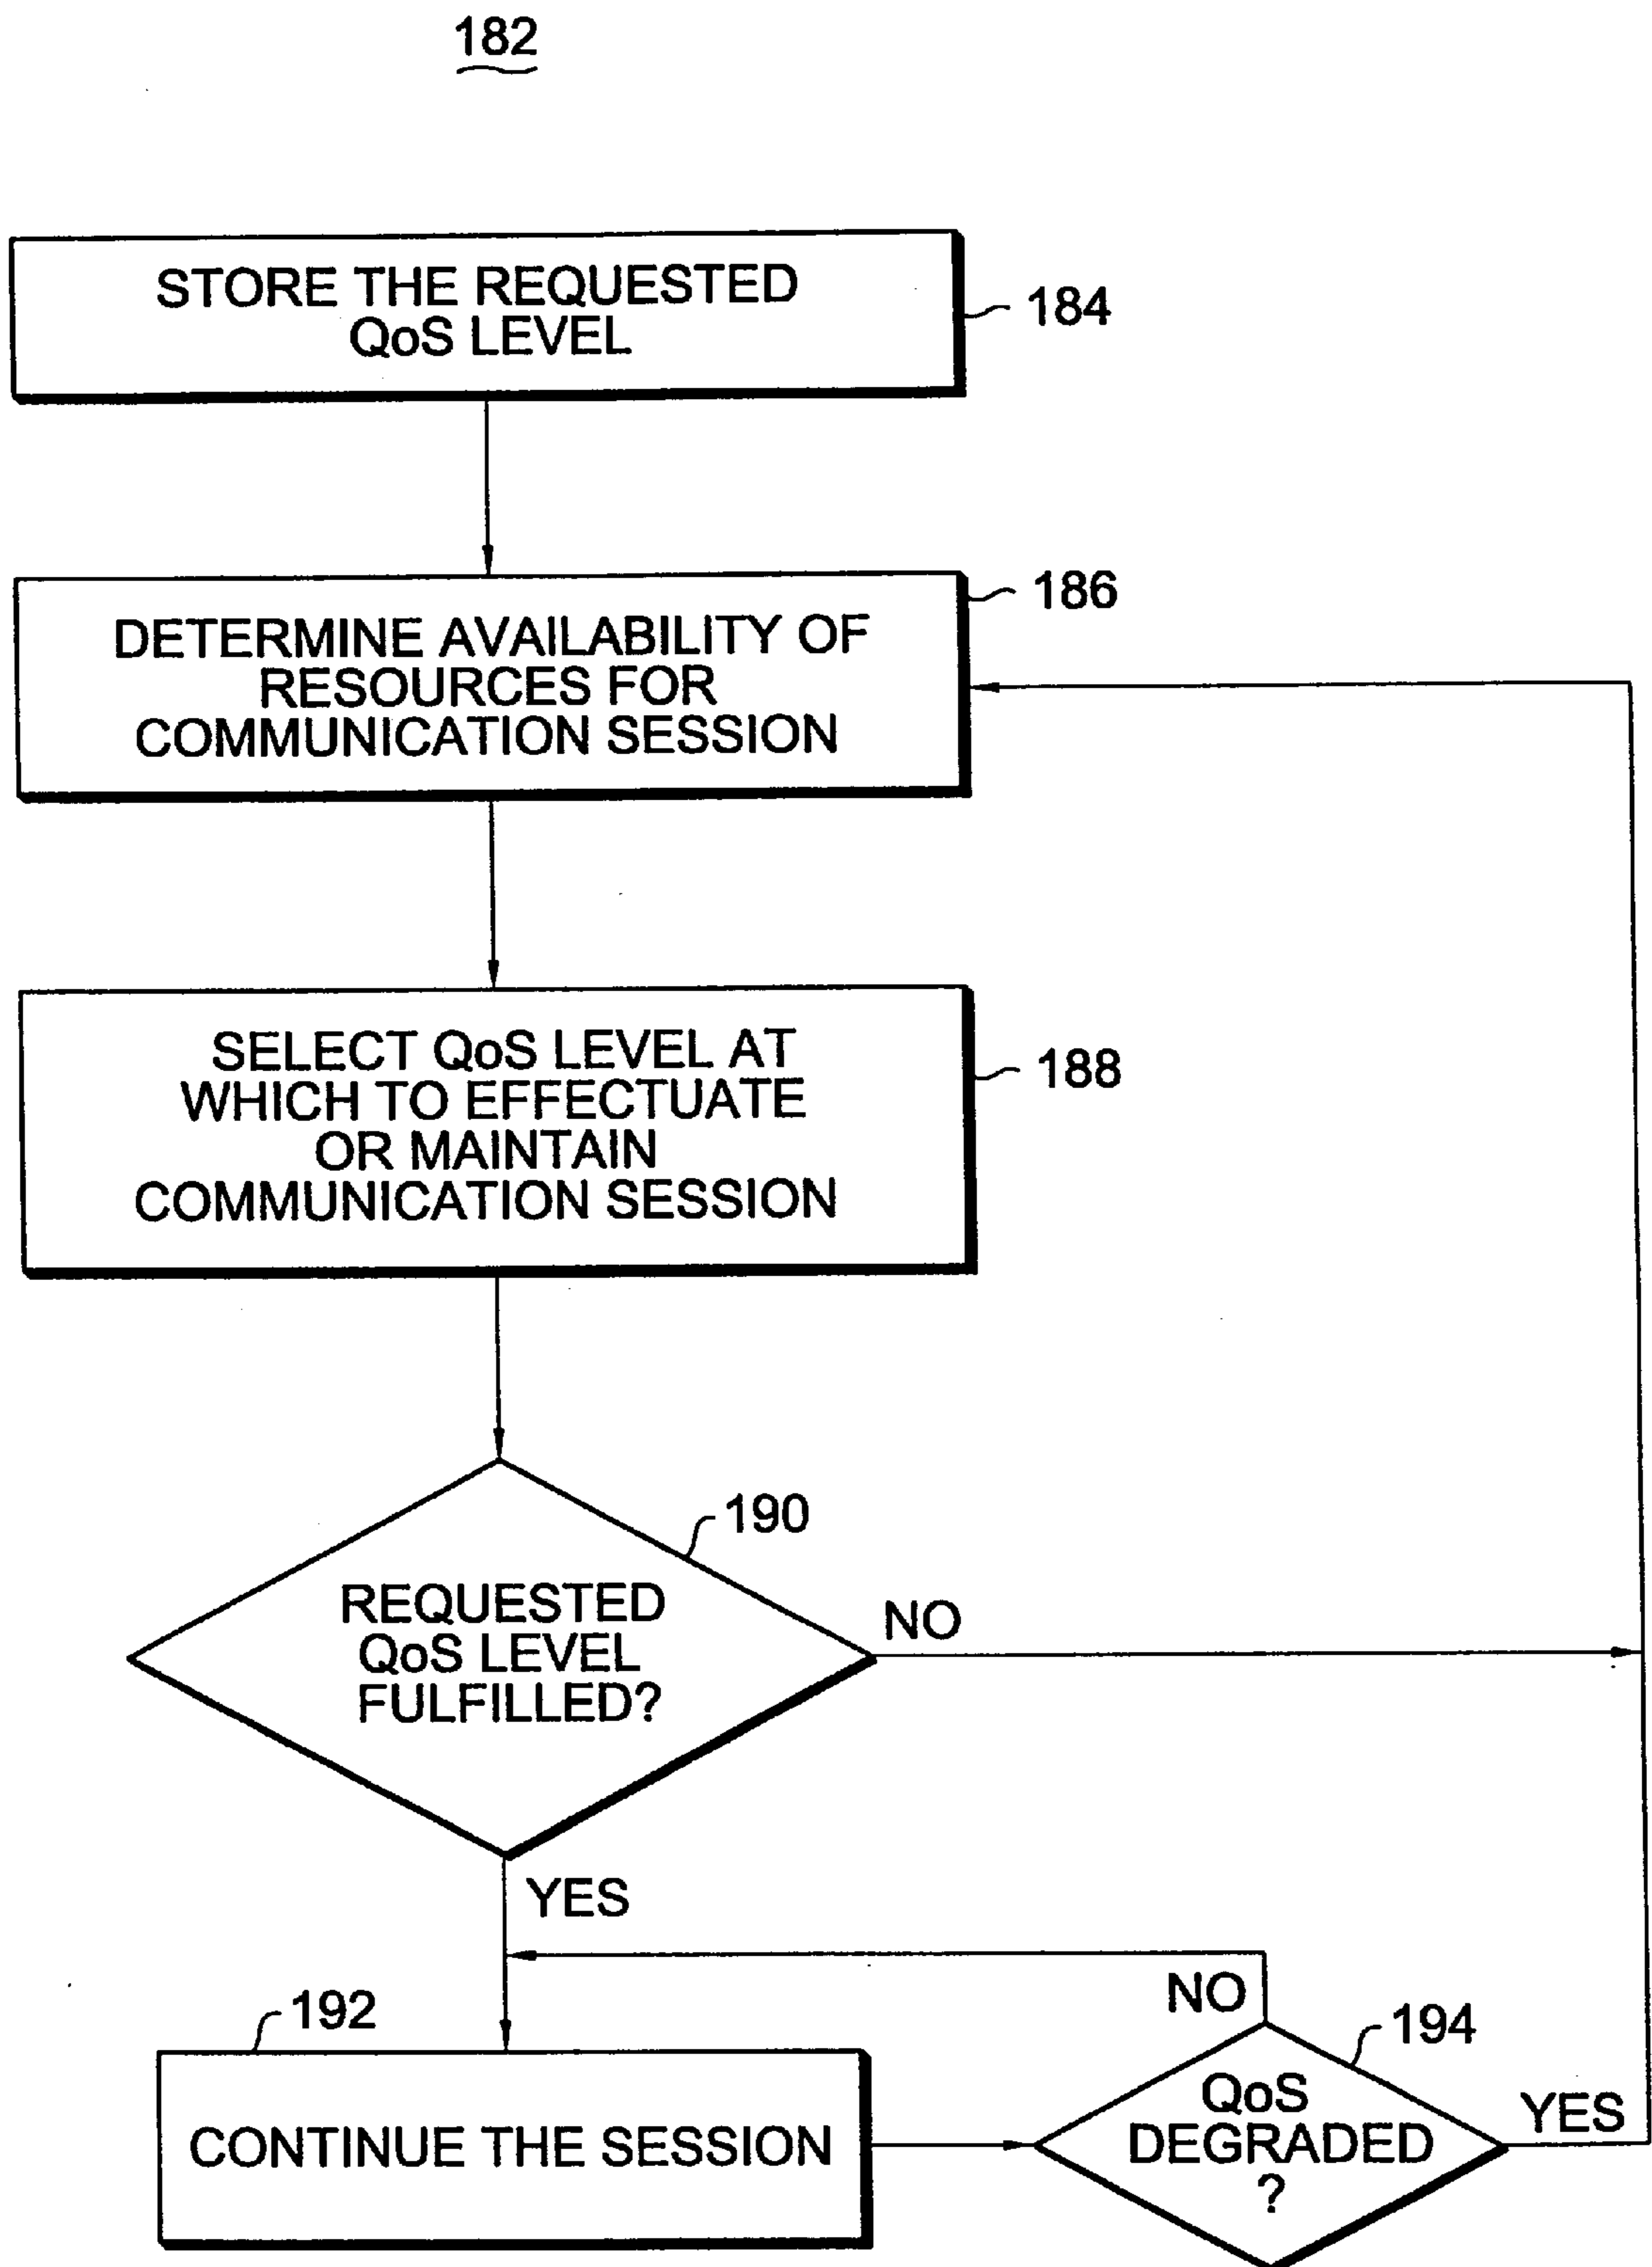 182
STORE THE REQUESTED
QoS LEVEL
184
DETERMINE AVAILABILITY OF
RESOURCES FOR
COMMUNICATION SESSION
186
SELECT QoS LEVEL AT
WHICH TO EFFECTUATE
OR MAINTAIN
COMMUNICATION SESSION
188
190
REQUESTED
QoS LEVEL
FULFILLED?
NO
YES
192
CONTINUE THE SESSION
NO
194
QoS
DEGRADED
?
YES